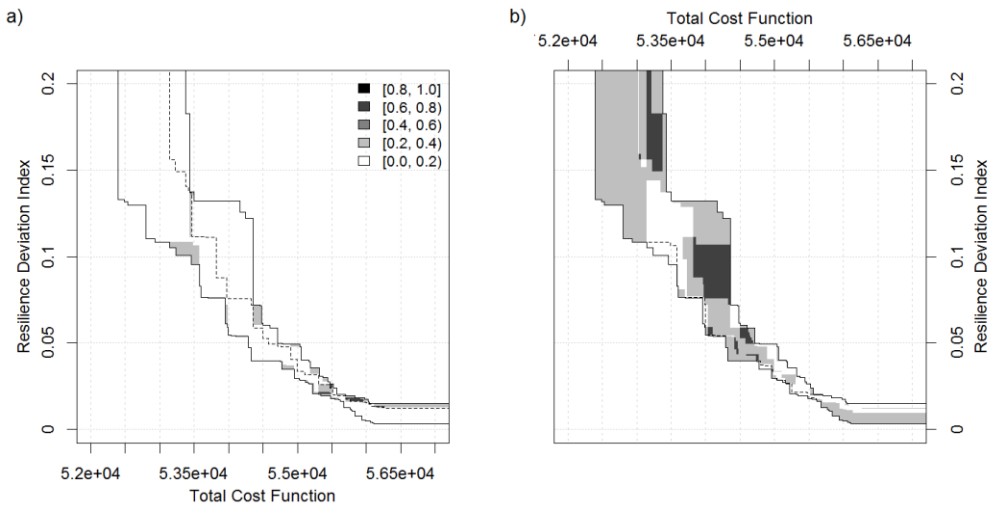 a)
0.2
0.15
0.1
0.05
0
Resilience Deviation Index
[0.8, 1.0]
[0.6, 0.8)
[0.4, 0.6)
[0.2, 0.4)
[0.0, 0.2)
5.2e+04 5.35e+04 5.5e+04 5.65e+04
Total Cost Function
b)
Total Cost Function
5.2e+04 5.35e+04 5.5e+04 5.65e+04
0.2
0.15
0.1
0.05
0
Resilience Deviation Index